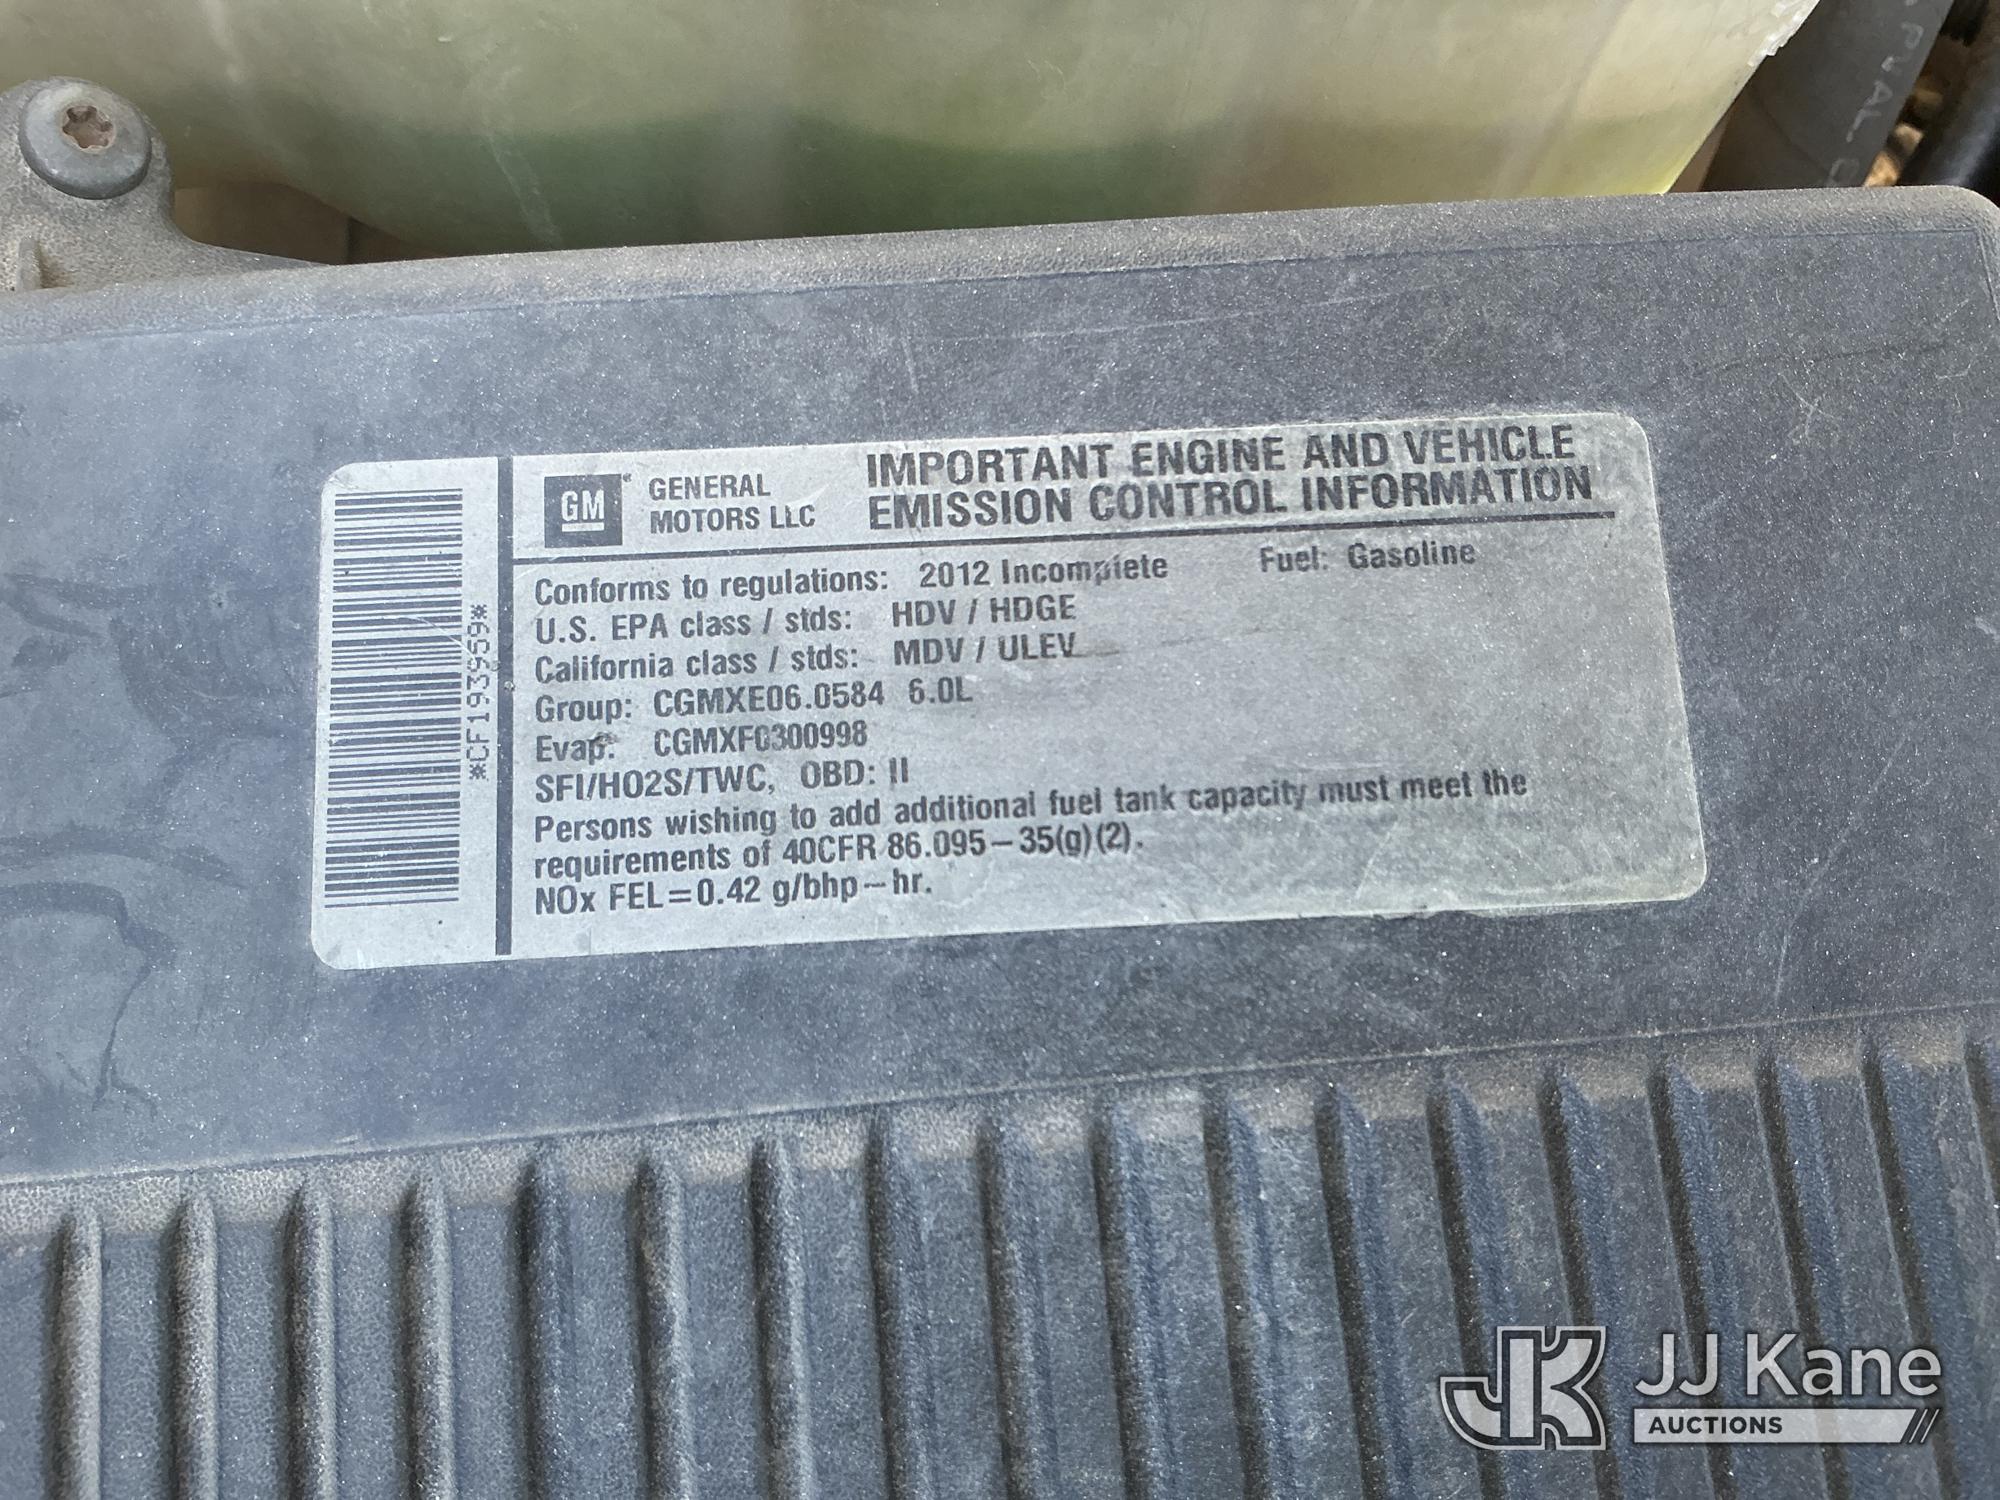 GM
GENERAL
MOTORS LLC
IMPORTANT ENGINE AND VEHICLE
EMISSION CONTROL INFORMATION
Conforms to regulations: 2012 Incomplete Fuel: Gasoline
U.S. EPA class / stds: HDV / HDGE
California class / stds: MDV / ULEV
Group: CGMXE06.0584 6.0L
Evap: CGMXF0300998
SFI/HO2S/TWC, OBD: II
Persons wishing to add additional fuel tank capacity must meet the
requirements of 40CFR 86.095-35(g)(2).
NOx FEL=0.42 g/bhp-hr.
*CF193959*
JK JJ Kane
AUCTIONS